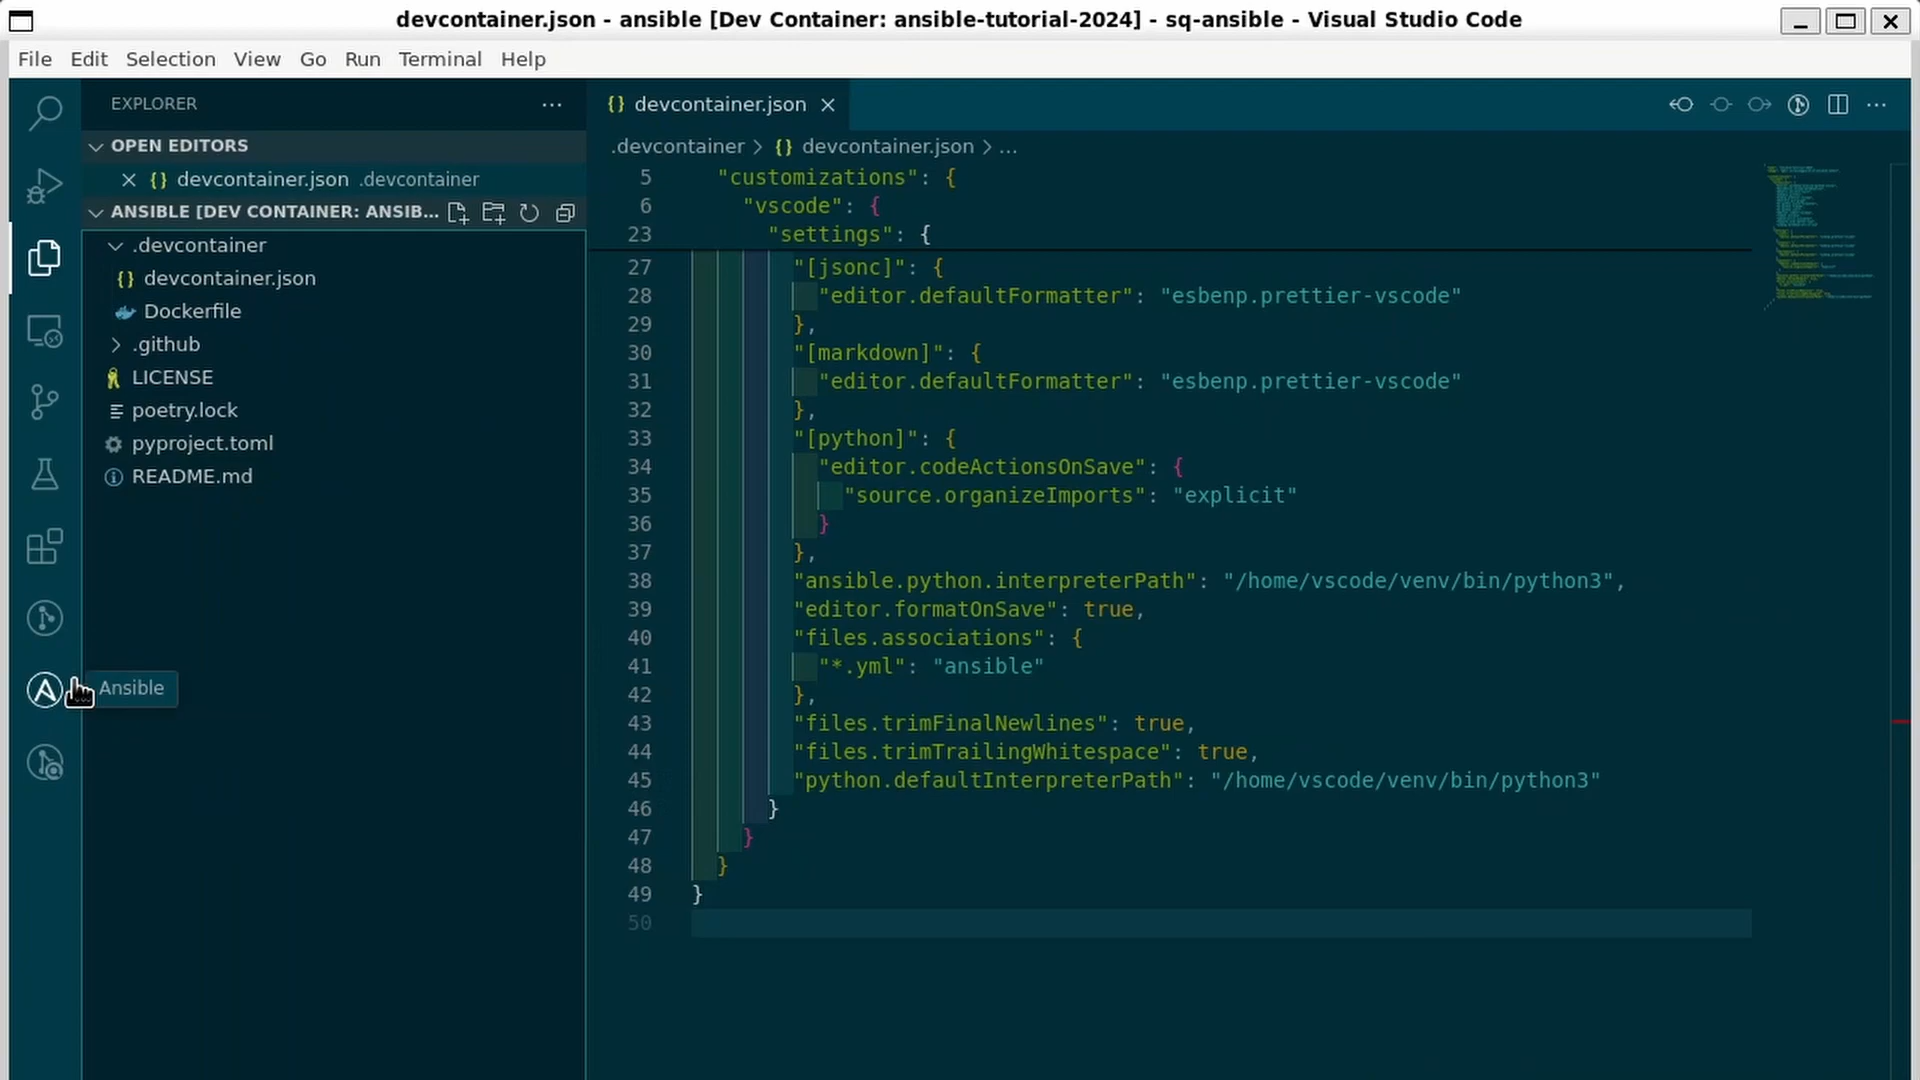 devcontainer.json - ansible [Dev Container: ansible-tutorial-2024] - sq-ansible - Visual Studio Code
File Edit Selection View Go Run Terminal Help
EXPLORER
OPEN EDITORS
devcontainer.json .devcontainer
ANSIBLE [DEV CONTAINER: ANSIB...
.devcontainer
{} devcontainer.json
Dockerfile
.github
LICENSE
poetry.lock
pyproject.toml
README.md
Ansible
{} devcontainer.json
.devcontainer > {} devcontainer.json > ...
5 "customizations": {
6 "vscode": {
23 "settings": {
27 "[jsonc]": {
28 "editor.defaultFormatter": "esbenp.prettier-vscode"
29 },
30 "[markdown]": {
31 "editor.defaultFormatter": "esbenp.prettier-vscode"
32 },
33 "[python]": {
34 "editor.codeActionsOnSave": {
35 "source.organizeImports": "explicit"
36 }
37 },
38 "ansible.python.interpreterPath": "/home/vscode/venv/bin/python3",
39 "editor.formatOnSave": true,
40 "files.associations": {
41 "*.yml": "ansible"
42 },
43 "files.trimFinalNewlines": true,
44 "files.trimTrailingWhitespace": true,
45 "python.defaultInterpreterPath": "/home/vscode/venv/bin/python3"
46 }
47 }
48 }
49 }
50